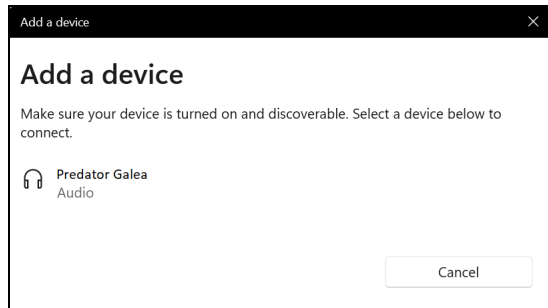 Add a device
Add a device
Make sure your device is turned on and discoverable. Select a device below to
connect.
Predator Galea
Audio
Cancel